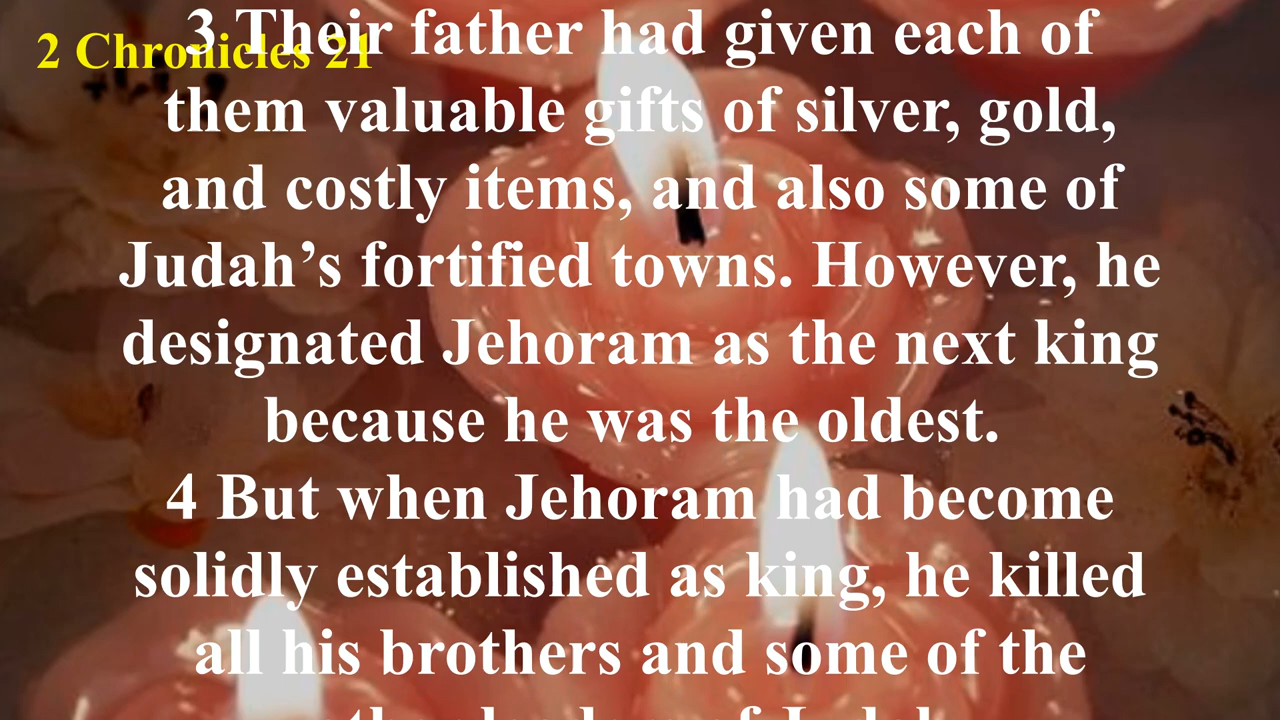 2 Chronicles 21
3 Their father had given each of
them valuable gifts of silver, gold,
and costly items, and also some of
Judah’s fortified towns. However, he
designated Jehoram as the next king
because he was the oldest.
4 But when Jehoram had become
solidly established as king, he killed
all his brothers and some of the